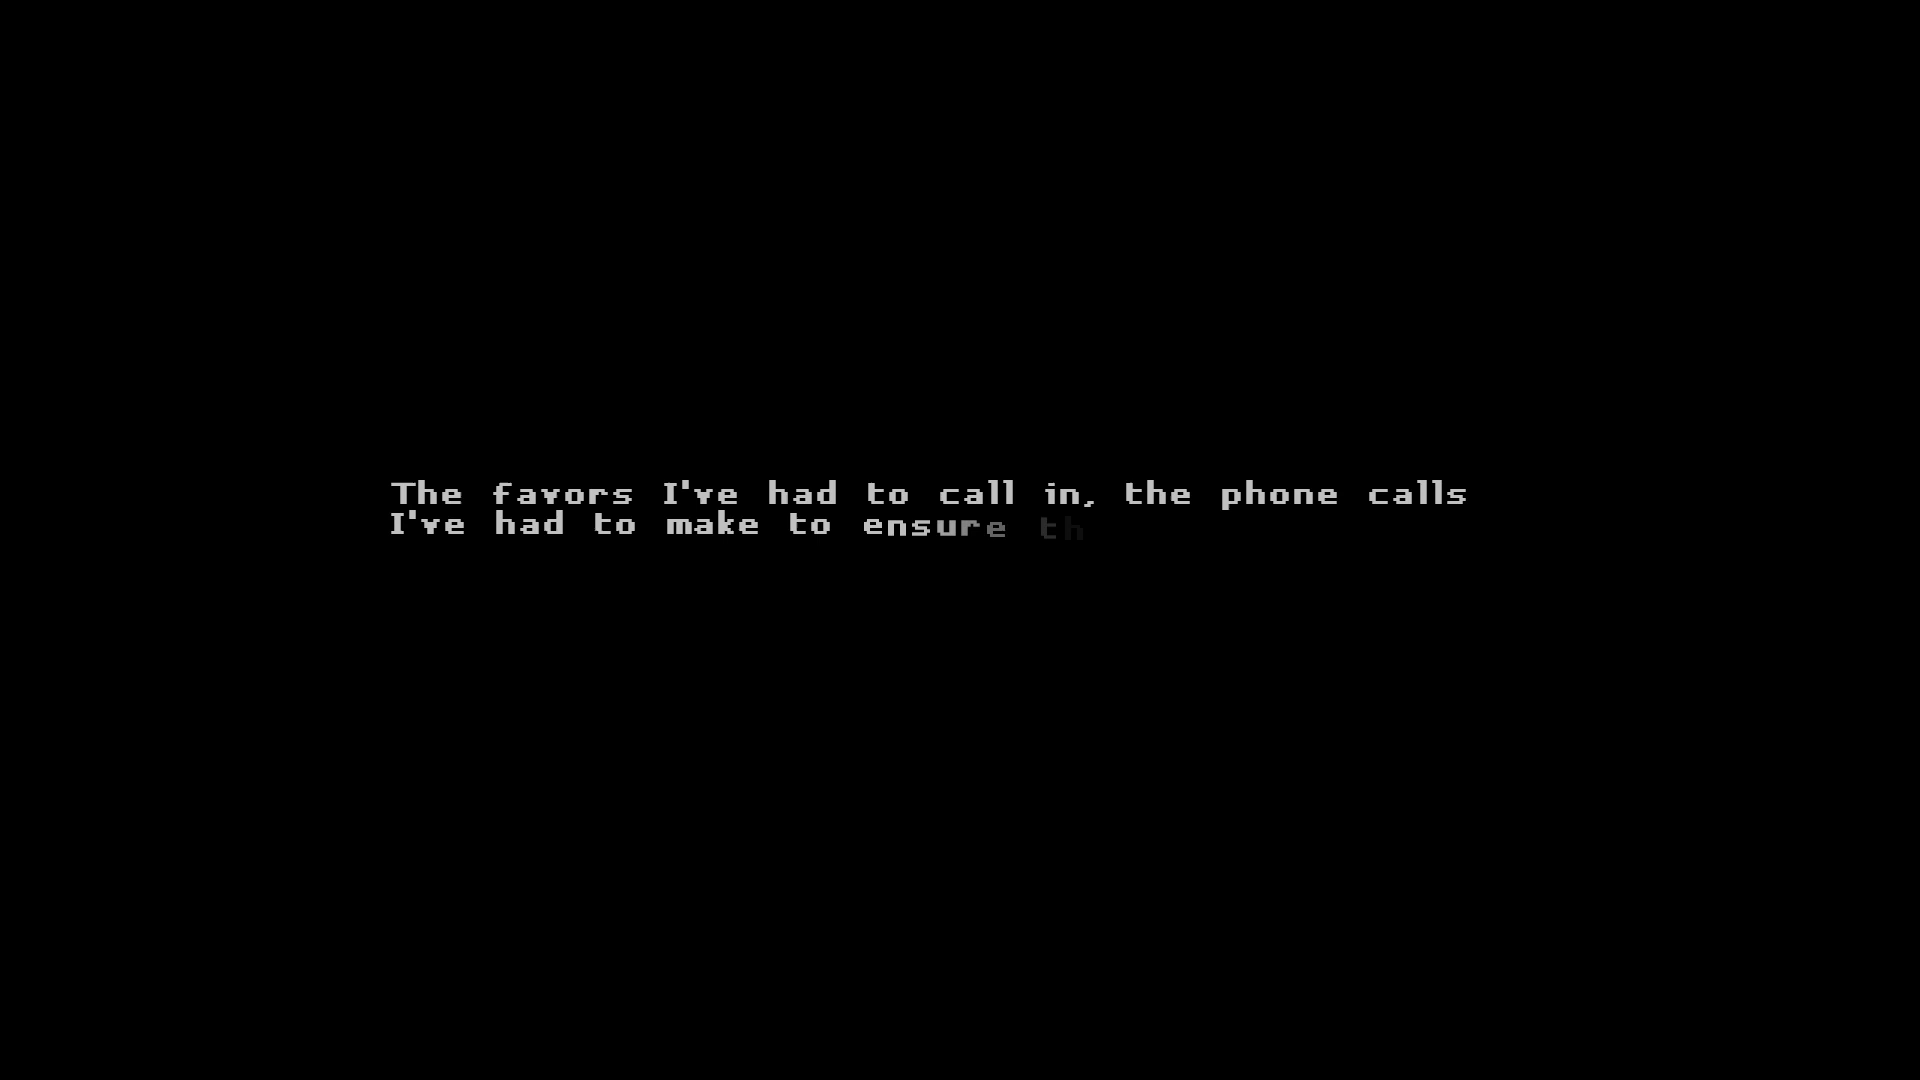 The favors I've had to call in, the phone calls
I've had to make to ensure th